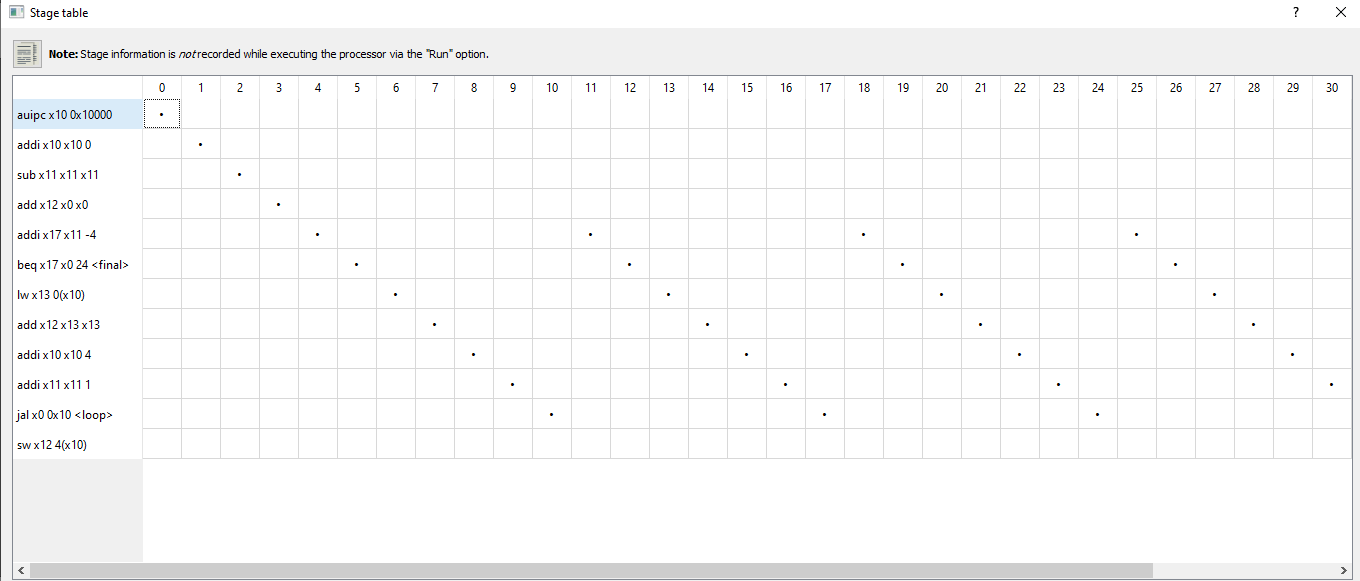 Stage table
?
Note: Stage information is not recorded while executing the processor via the "Run" option.
0 1 2 3 4 5 6 7 8 9 10 11 12 13 14 15 16 17 18 19 20 21 22 23 24 25 26 27 28 29 30
auipc x10 0x10000
addi x10 x10 0
sub x11 x11 x11
add x12 x0 x0
addi x17 x11 -4
beq x17 x0 24 <final>
lw x13 0(x10)
add x12 x13 x13
addi x10 x10 4
addi x11 x11 1
jal x0 0x10 <loop>
sw x12 4(x10)